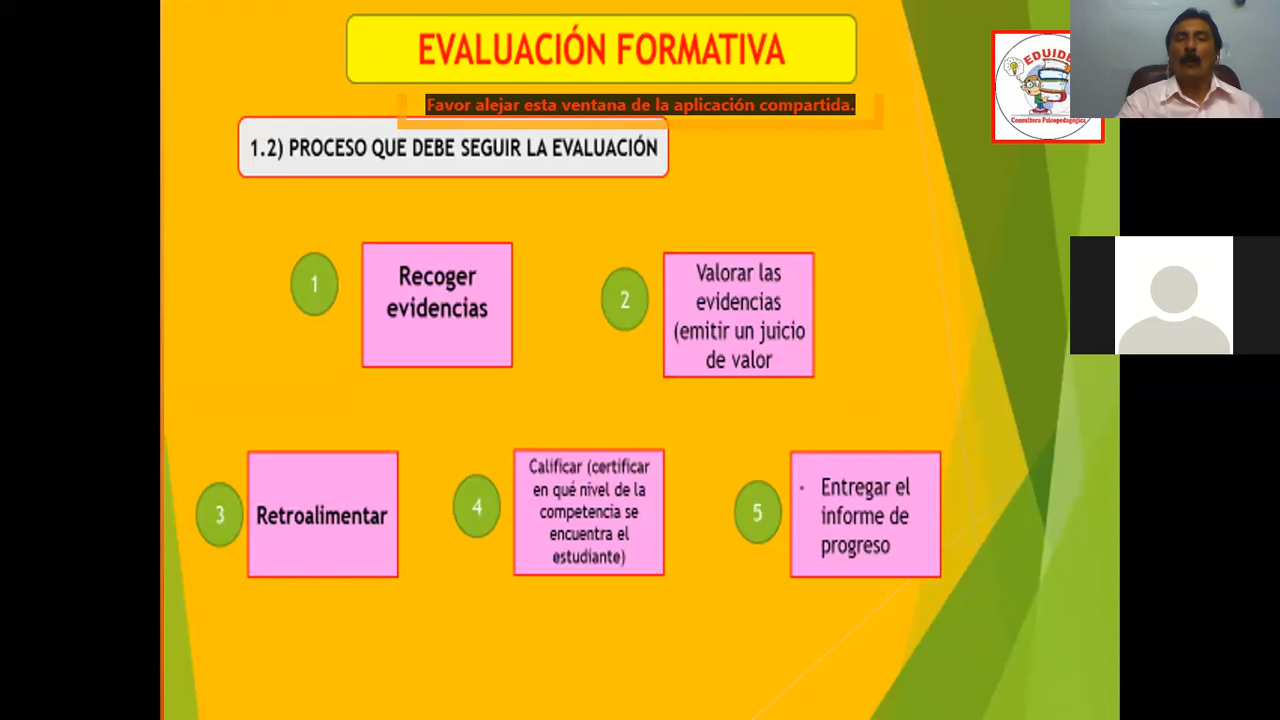 EVALUACIÓN FORMATIVA
Favor alejar esta ventana de la aplicación compartida.
1.2) PROCESO QUE DEBE SEGUIR LA EVALUACIÓN
1
Recoger
evidencias
2
Valorar las
evidencias
(emitir un juicio
de valor
3
Retroalimentar
4
Calificar (certificar
en qué nivel de la
competencia se
encuentra el
estudiante)
5
- Entregar el
informe de
progreso
EDUIDE
Consultora Psicopedagógica